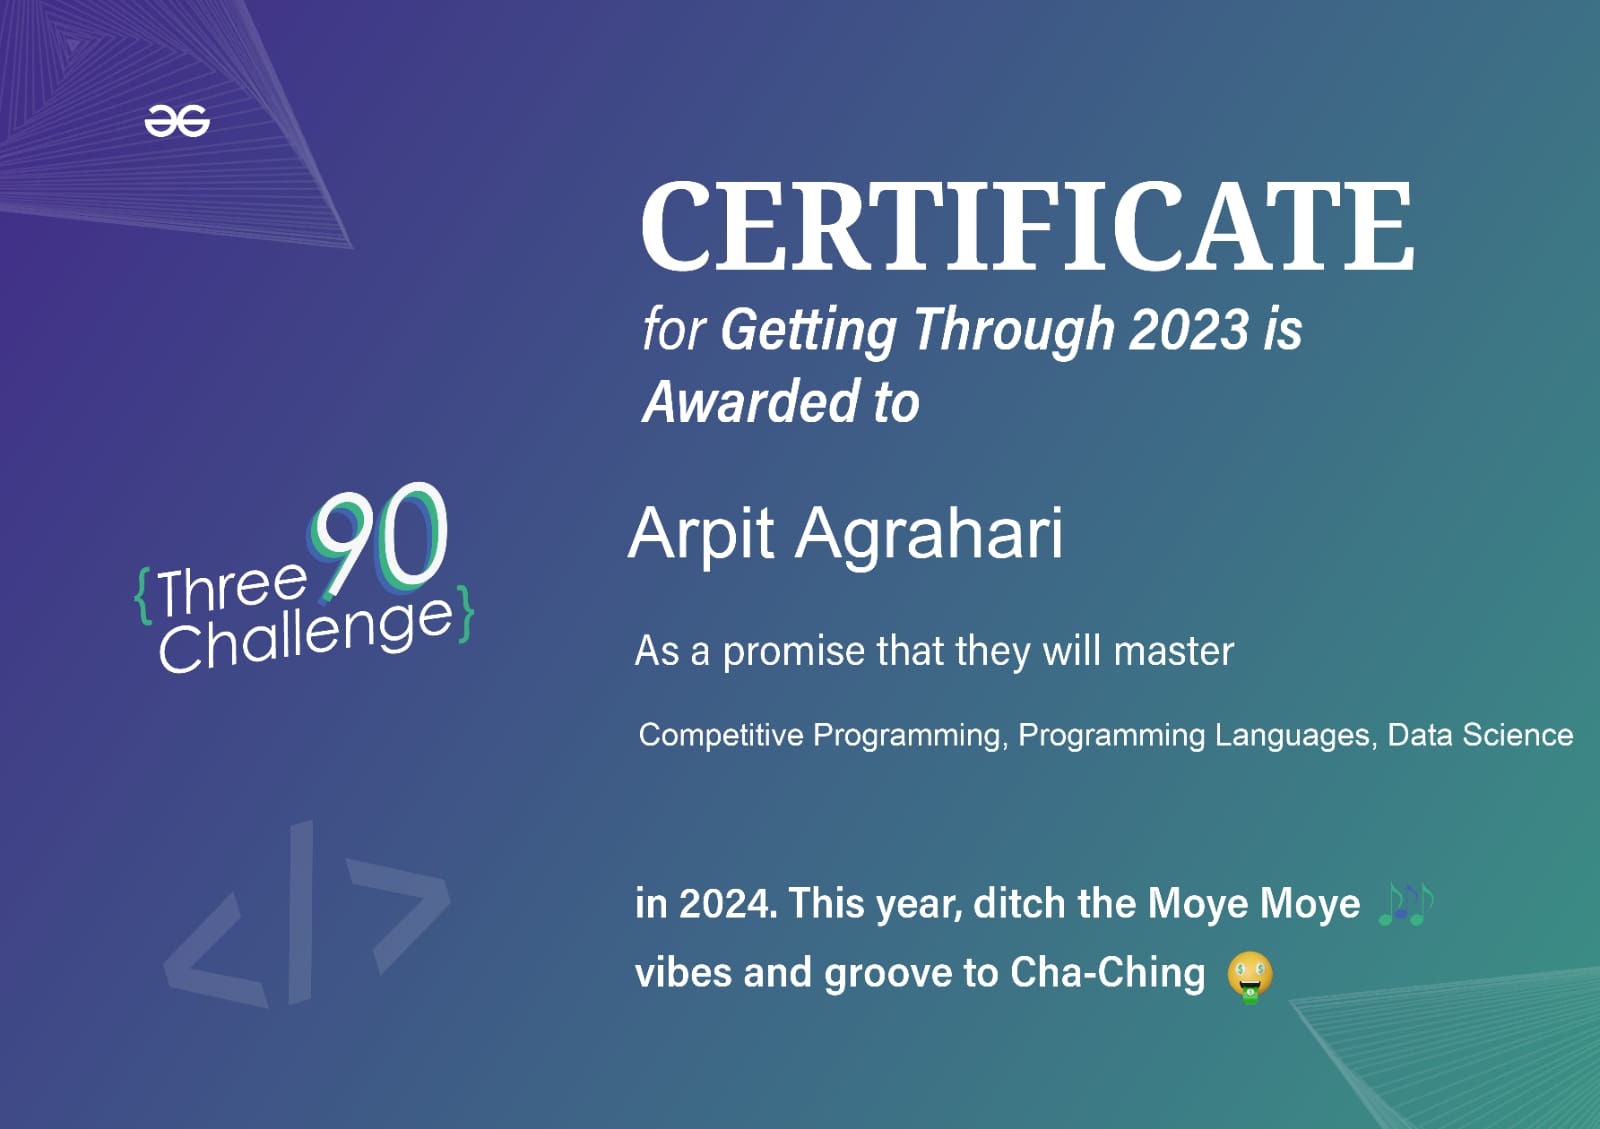 CERTIFICATE
for Getting Through 2023 is
Awarded to
Arpit Agrahari
{Three 90
Challenge}
As a promise that they will master
Competitive Programming, Programming Languages, Data Science
in 2024. This year, ditch the Moye Moye 🎶
vibes and groove to Cha-Ching 🤑